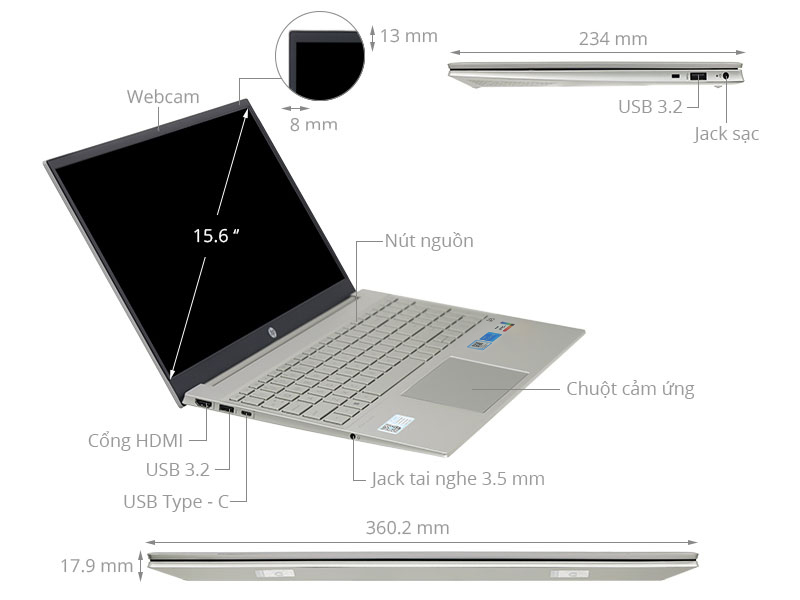 13 mm
234 mm
Webcam
8 mm
USB 3.2
Jack sạc
15.6 “
Nút nguồn
hp
Chuột cảm ứng
Cổng HDMI
USB 3.2
Jack tai nghe 3.5 mm
USB Type - C
360.2 mm
17.9 mm